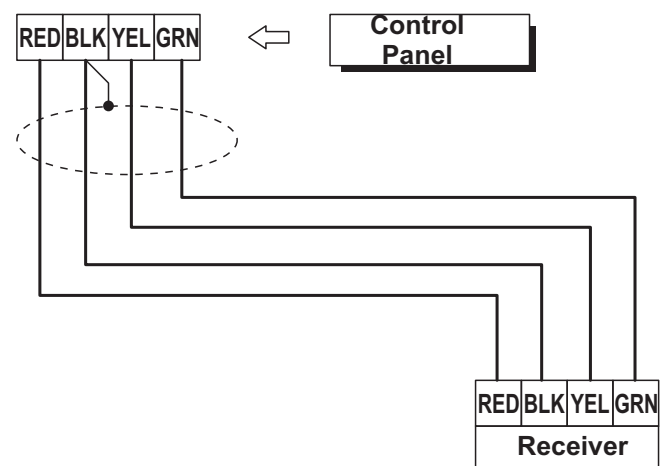 RED BLK YEL GRN
Control
Panel
RED BLK YEL GRN
Receiver